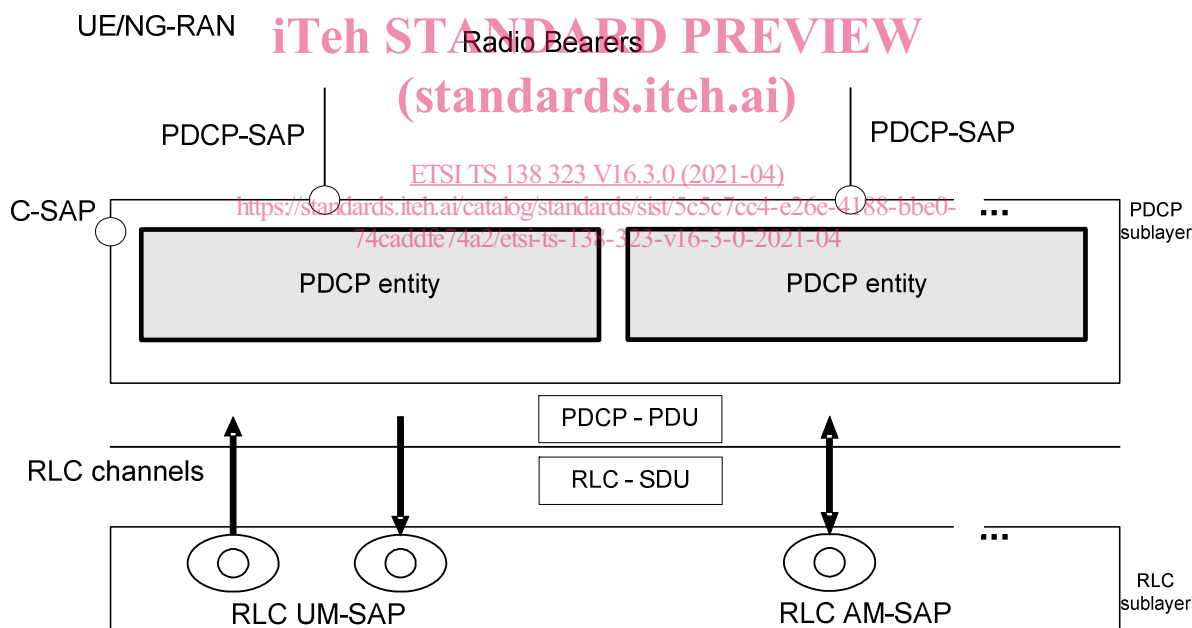 UE/NG-RAN
iTeh STANDARD PREVIEW
Radio Bearers
(standards.iteh.ai)
PDCP-SAP
PDCP-SAP
ETSI TS 138 323 V16.3.0 (2021-04)
C-SAP
https://standards.iteh.ai/catalog/standards/sist/5c5c7cc4-e26e-4188-bbe0-
74caddfe74a2/etsi-ts-138-323-v16-3-0-2021-04
...
PDCP
sublayer
PDCP entity
PDCP entity
PDCP - PDU
RLC channels
RLC - SDU
...
RLC UM-SAP
RLC AM-SAP
RLC
sublayer